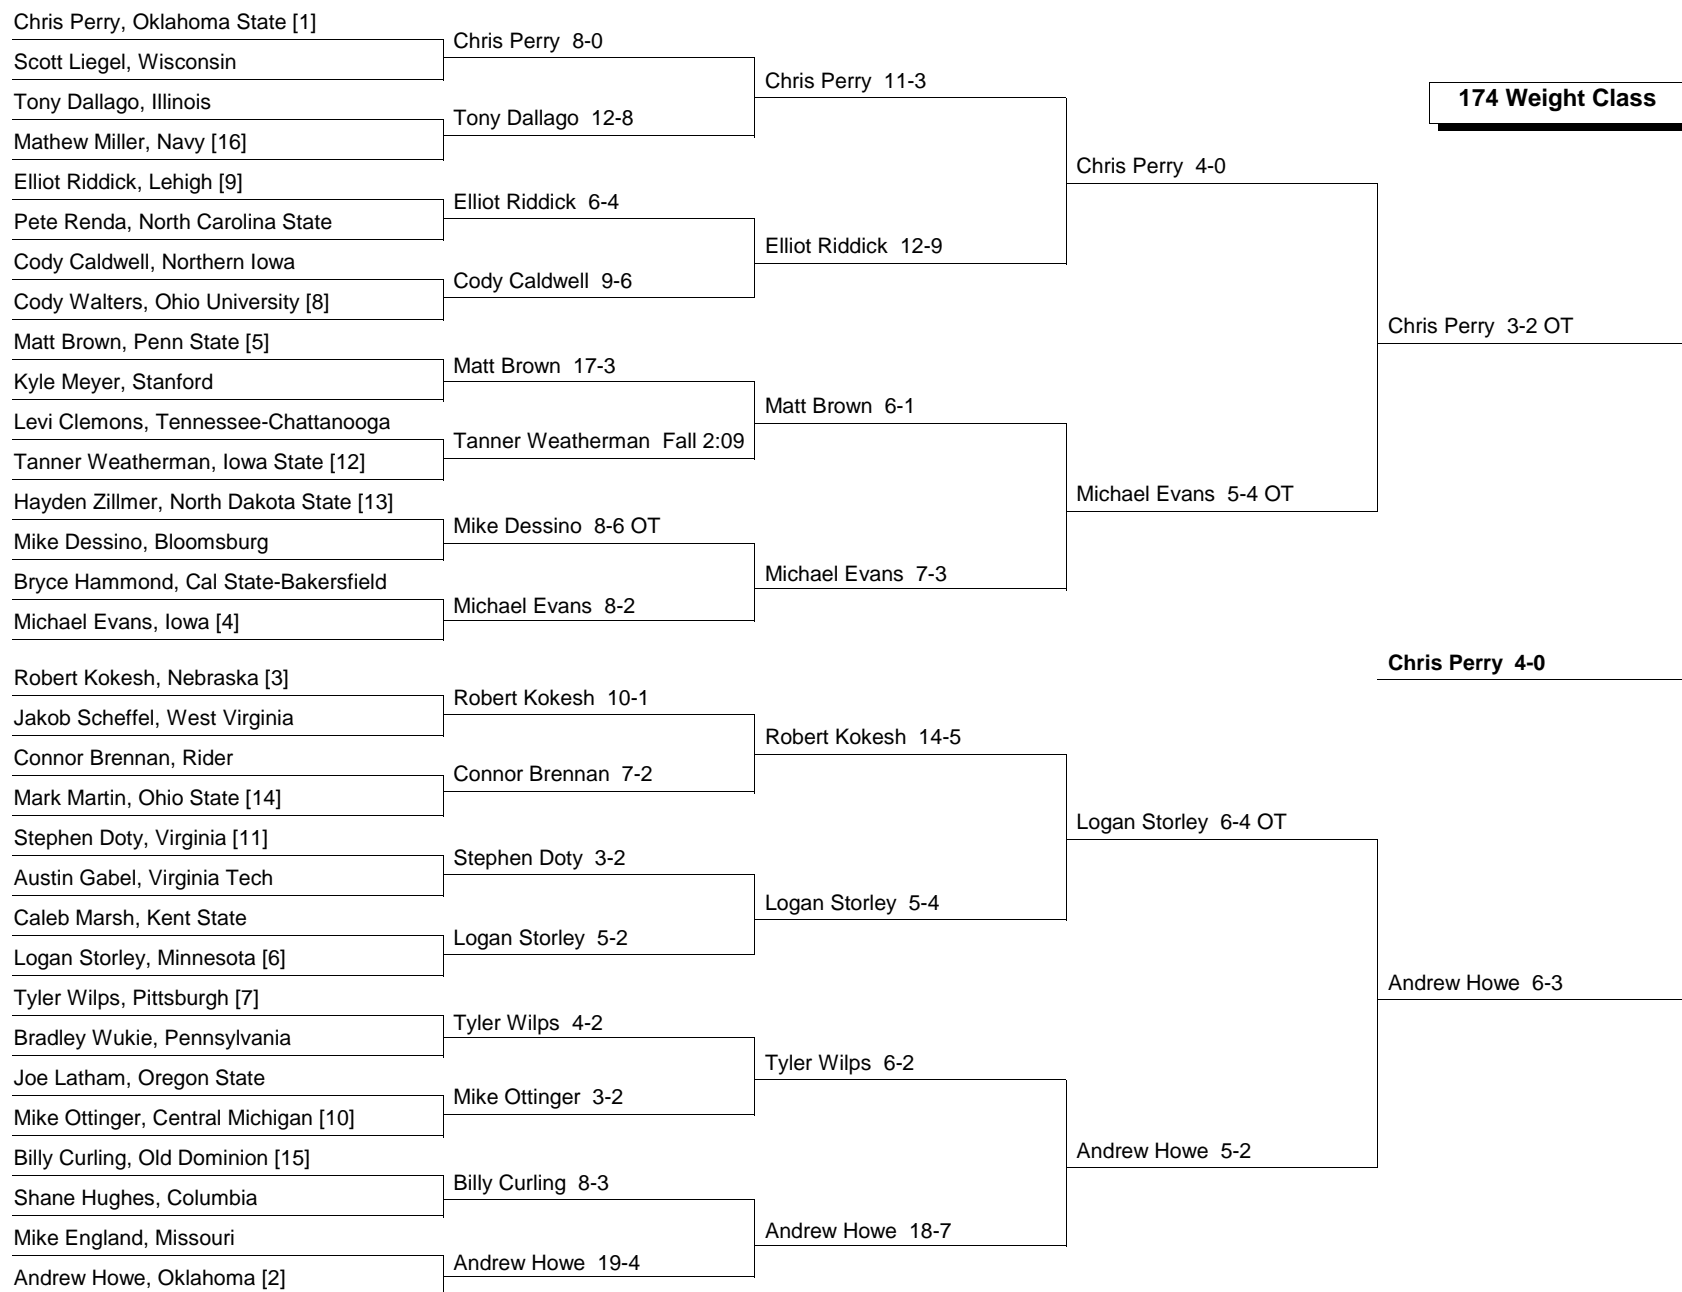 Chris Perry, Oklahoma State [1]
Scott Liegel, Wisconsin
Tony Dallago, Illinois
Mathew Miller, Navy [16]
Elliot Riddick, Lehigh [9]
Pete Renda, North Carolina State
Cody Caldwell, Northern Iowa
Cody Walters, Ohio University [8]
Matt Brown, Penn State [5]
Kyle Meyer, Stanford
Levi Clemons, Tennessee-Chattanooga
Tanner Weatherman, Iowa State [12]
Hayden Zillmer, North Dakota State [13]
Mike Dessino, Bloomsburg
Bryce Hammond, Cal State-Bakersfield
Michael Evans, Iowa [4]
Robert Kokesh, Nebraska [3]
Jakob Scheffel, West Virginia
Connor Brennan, Rider
Mark Martin, Ohio State [14]
Stephen Doty, Virginia [11]
Austin Gabel, Virginia Tech
Caleb Marsh, Kent State
Logan Storley, Minnesota [6]
Tyler Wilps, Pittsburgh [7]
Bradley Wukie, Pennsylvania
Joe Latham, Oregon State
Mike Ottinger, Central Michigan [10]
Billy Curling, Old Dominion [15]
Shane Hughes, Columbia
Mike England, Missouri
Andrew Howe, Oklahoma [2]
Chris Perry 8-0
Tony Dallago 12-8
Elliot Riddick 6-4
Cody Caldwell 9-6
Matt Brown 17-3
Tanner Weatherman Fall 2:09
Mike Dessino 8-6 OT
Michael Evans 8-2
Robert Kokesh 10-1
Connor Brennan 7-2
Stephen Doty 3-2
Logan Storley 5-2
Tyler Wilps 4-2
Mike Ottinger 3-2
Billy Curling 8-3
Andrew Howe 19-4
Chris Perry 11-3
Elliot Riddick 12-9
Matt Brown 6-1
Michael Evans 7-3
Robert Kokesh 14-5
Logan Storley 5-4
Tyler Wilps 6-2
Andrew Howe 18-7
Chris Perry 4-0
Michael Evans 5-4 OT
Logan Storley 6-4 OT
Andrew Howe 5-2
174 Weight Class
Chris Perry 3-2 OT
Chris Perry 4-0
Andrew Howe 6-3